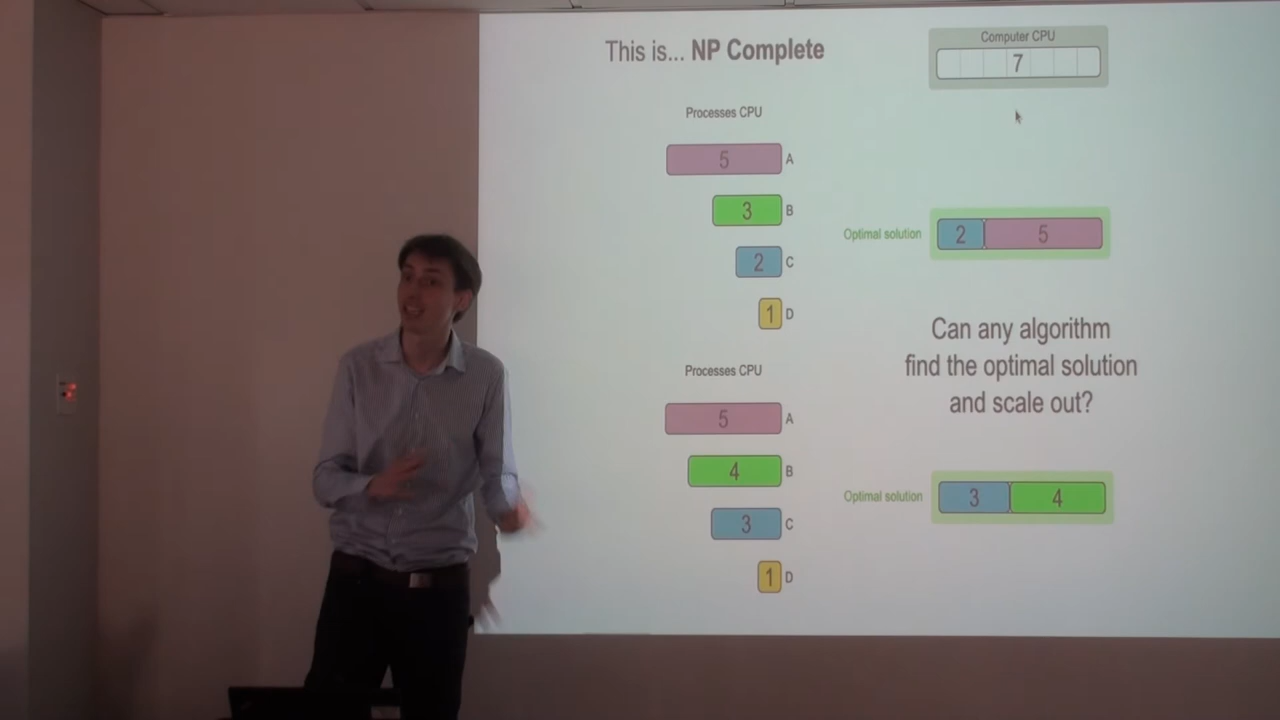 This is... NP Complete
Computer CPU
7
Processes CPU
5 A
3 B
Optimal solution
2 5
2 C
1 D
Can any algorithm
find the optimal solution
and scale out?
Processes CPU
5 A
4 B
Optimal solution
3 4
3 C
1 D